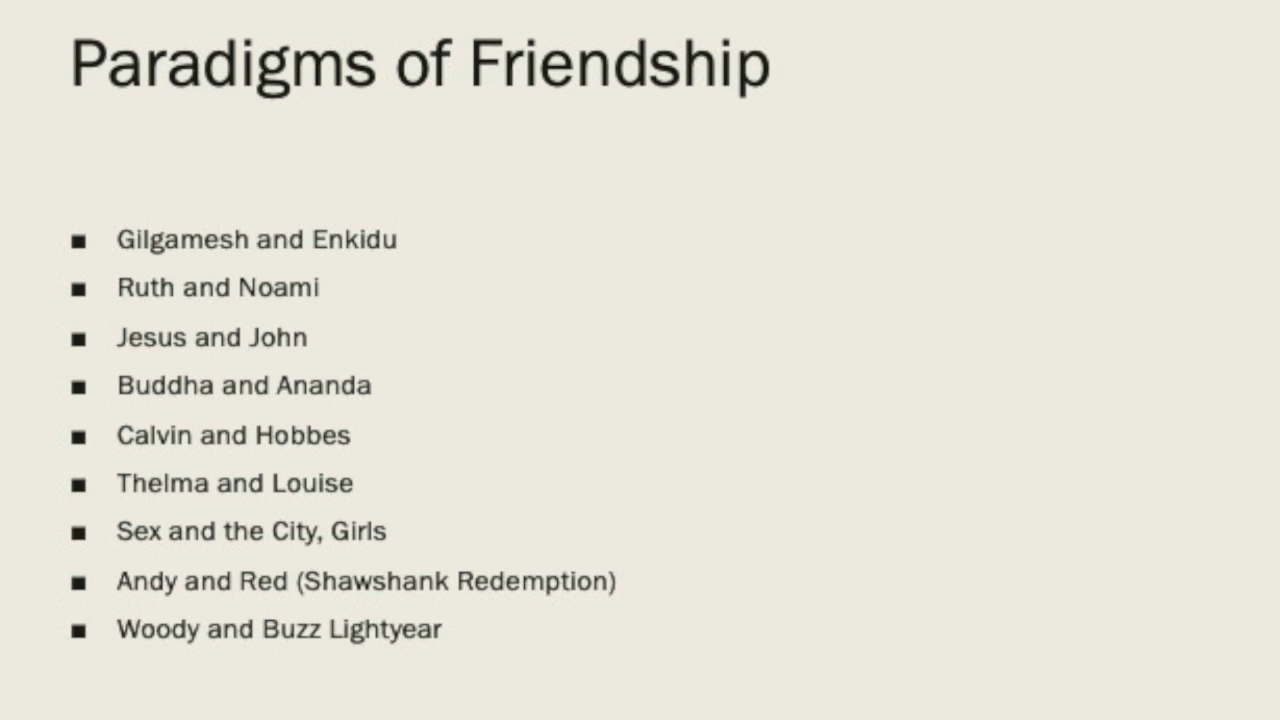 Paradigms of Friendship
■ Gilgamesh and Enkidu
■ Ruth and Noami
■ Jesus and John
■ Buddha and Ananda
■ Calvin and Hobbes
■ Thelma and Louise
■ Sex and the City, Girls
■ Andy and Red (Shawshank Redemption)
■ Woody and Buzz Lightyear